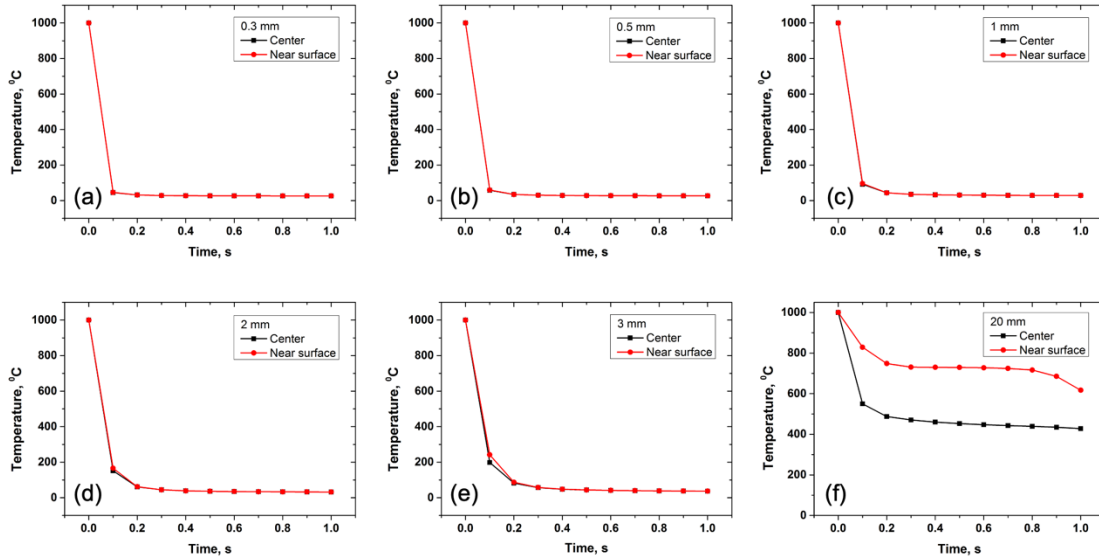 0.3 mm
Center
Near surface
1000
800
600
400
200
0
Temperature, ⁰C
(a)
0.0 0.2 0.4 0.6 0.8 1.0
Time, s
0.5 mm
Center
Near surface
1000
800
600
400
200
0
Temperature, ⁰C
(b)
0.0 0.2 0.4 0.6 0.8 1.0
Time, s
1 mm
Center
Near surface
1000
800
600
400
200
0
Temperature, ⁰C
(c)
0.0 0.2 0.4 0.6 0.8 1.0
Time, s
2 mm
Center
Near surface
1000
800
600
400
200
0
Temperature, ⁰C
(d)
0.0 0.2 0.4 0.6 0.8 1.0
Time, s
3 mm
Center
Near surface
1000
800
600
400
200
0
Temperature, ⁰C
(e)
0.0 0.2 0.4 0.6 0.8 1.0
Time, s
20 mm
Center
Near surface
1000
800
600
400
200
0
Temperature, ⁰C
(f)
0.0 0.2 0.4 0.6 0.8 1.0
Time, s